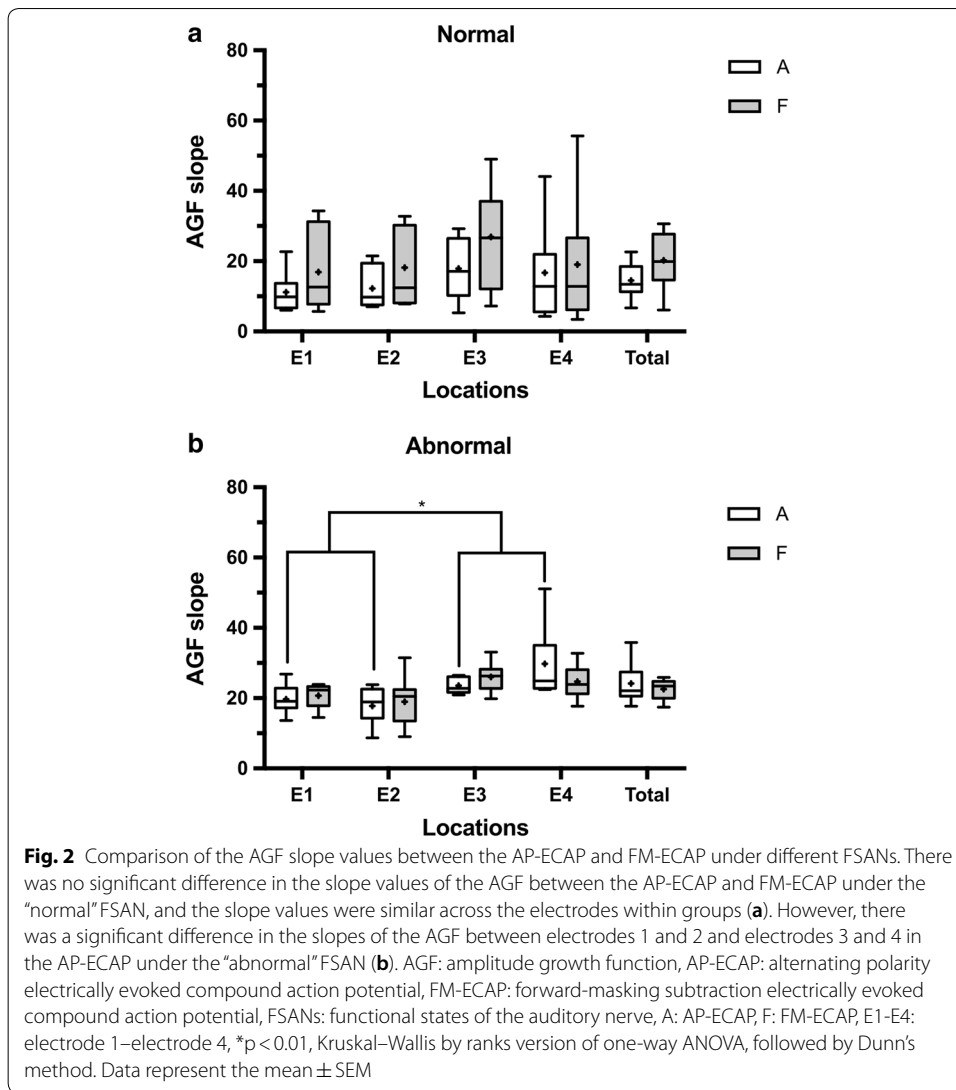 a
Normal
80
60
40
20
0
AGF slope
A
F
E1 E2 E3 E4 Total
Locations
b
Abnormal
80
60
40
20
0
AGF slope
*
A
F
E1 E2 E3 E4 Total
Locations
Fig. 2 Comparison of the AGF slope values between the AP-ECAP and FM-ECAP under different FSANs. There
was no significant difference in the slope values of the AGF between the AP-ECAP and FM-ECAP under the
“normal” FSAN, and the slope values were similar across the electrodes within groups (a). However, there
was a significant difference in the slopes of the AGF between electrodes 1 and 2 and electrodes 3 and 4 in
the AP-ECAP under the “abnormal” FSAN (b). AGF: amplitude growth function, AP-ECAP: alternating polarity
electrically evoked compound action potential, FM-ECAP: forward-masking subtraction electrically evoked
compound action potential, FSANs: functional states of the auditory nerve, A: AP-ECAP, F: FM-ECAP, E1-E4:
electrode 1–electrode 4, *p < 0.01, Kruskal–Wallis by ranks version of one-way ANOVA, followed by Dunn’s
method. Data represent the mean ± SEM